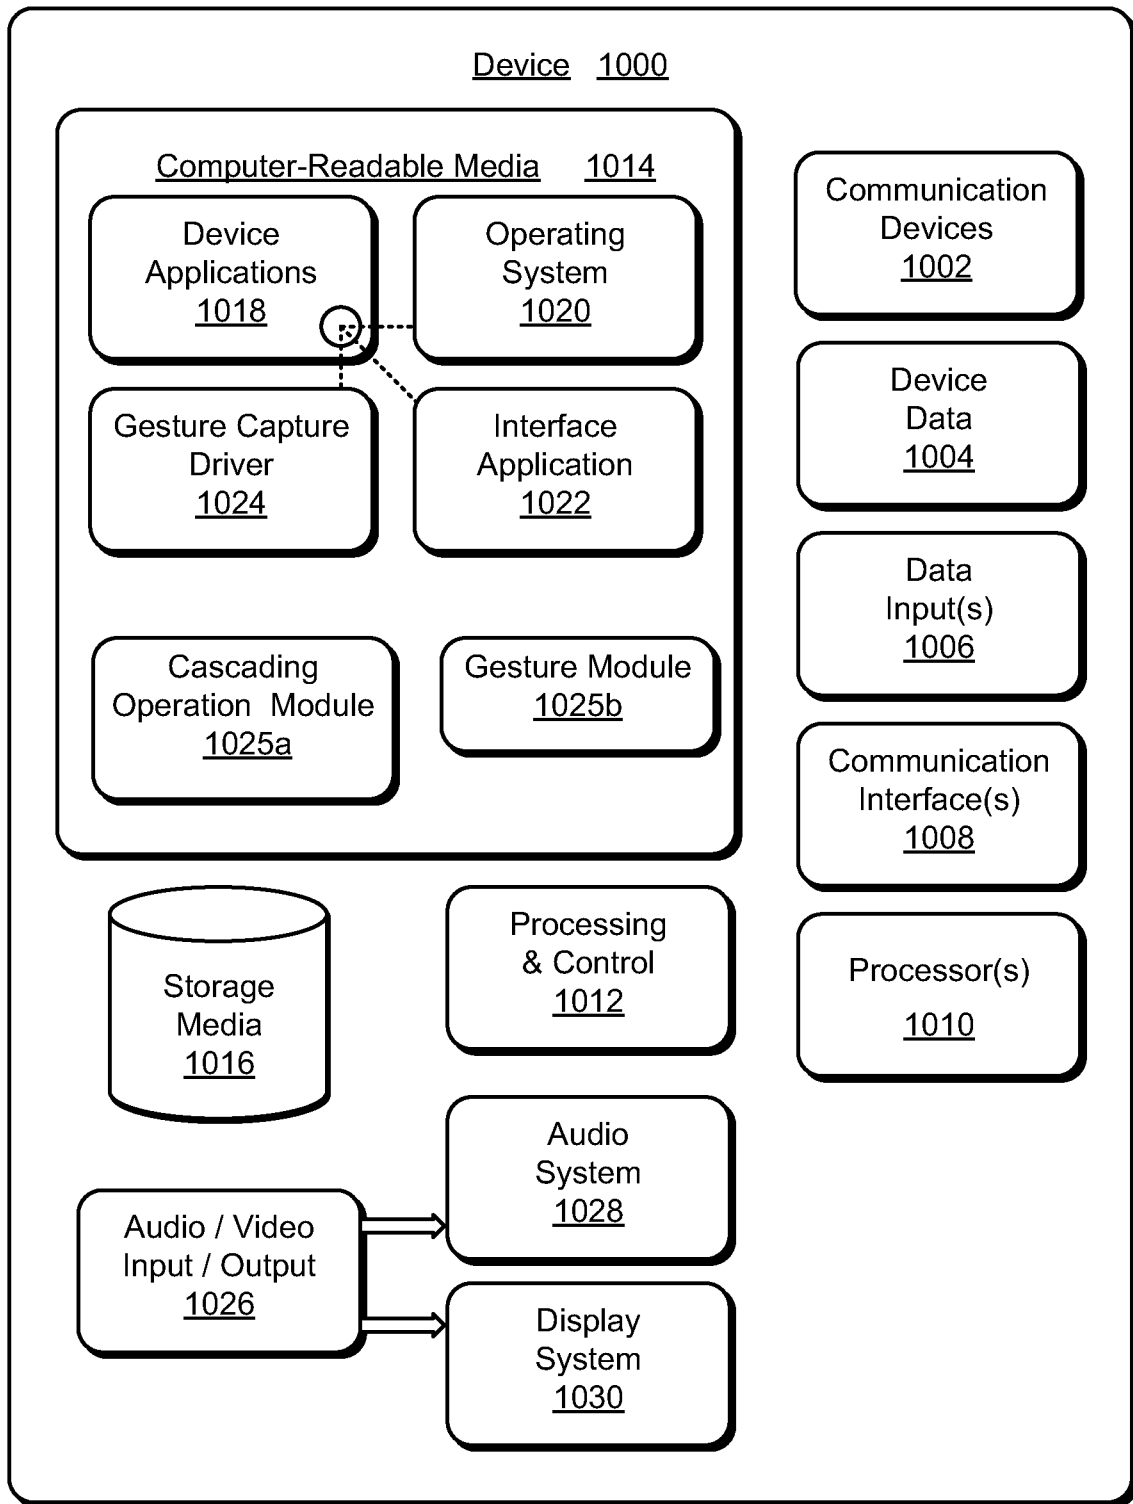 Device 1000
Computer-Readable Media 1014
Device
Applications
1018
Operating
System
1020
Gesture Capture
Driver
1024
Interface
Application
1022
Cascading
Operation Module
1025a
Gesture Module
1025b
Communication
Devices
1002
Device
Data
1004
Data
Input(s)
1006
Communication
Interface(s)
1008
Processor(s)
1010
Storage
Media
1016
Processing
& Control
1012
Audio / Video
Input / Output
1026
Audio
System
1028
Display
System
1030